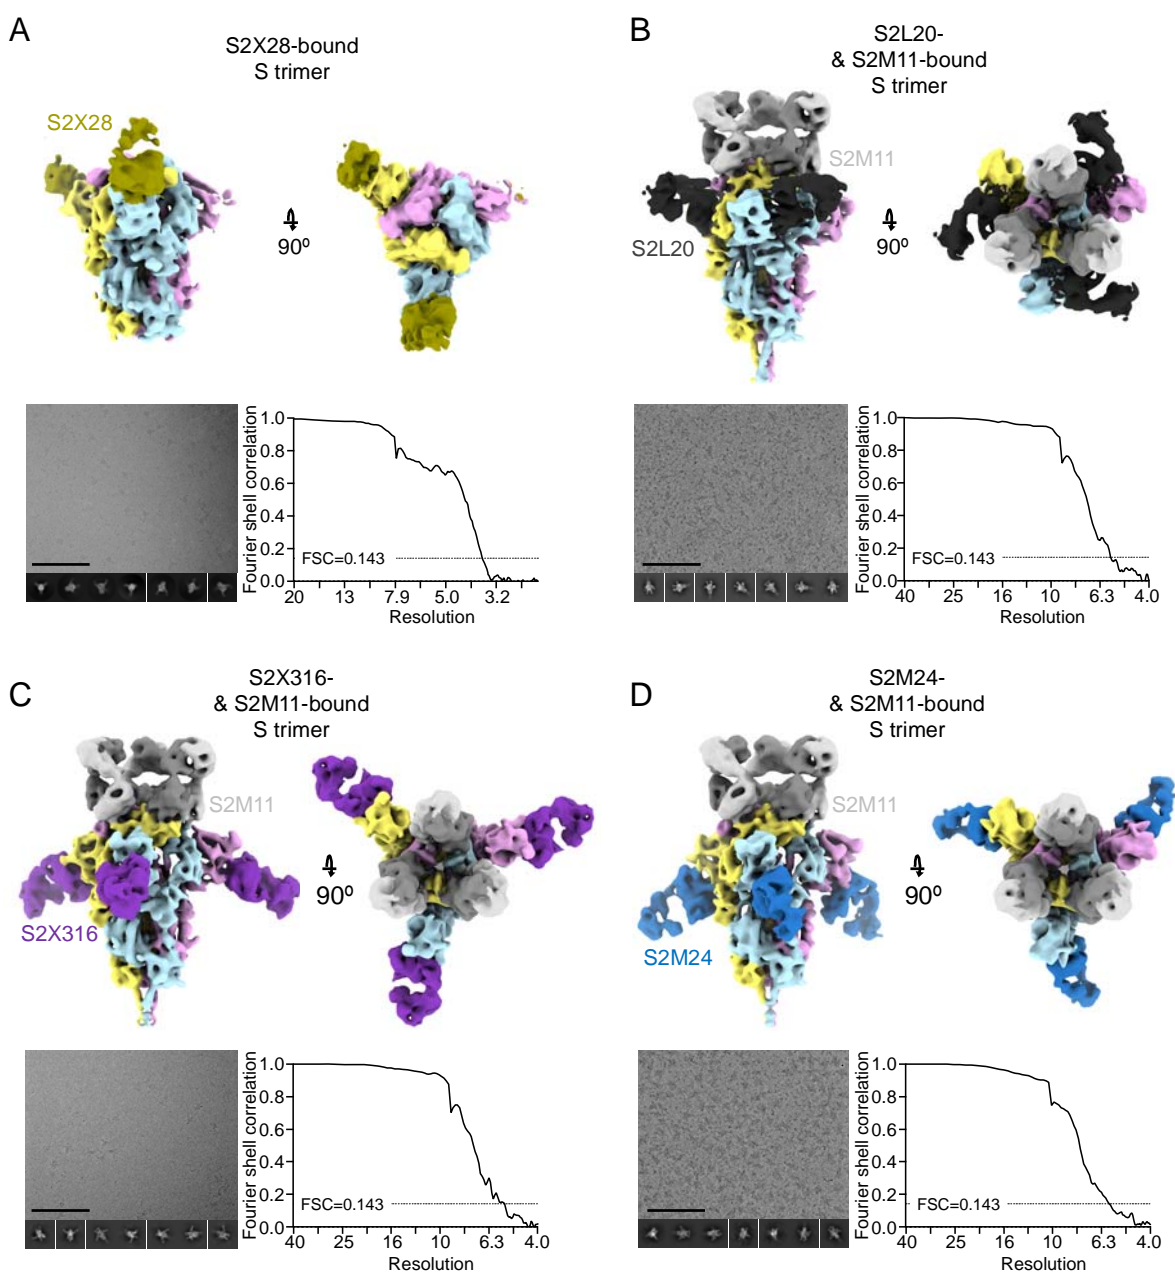 A
S2X28-bound
S trimer
S2X28
90⁰
Fourier shell correlation
1.0
0.8
0.6
0.4
0.2
0.0
FSC=0.143
20 13 7.9 5.0 3.2
Resolution
B
S2L20-
& S2M11-bound
S trimer
S2M11
S2L20
90⁰
Fourier shell correlation
1.0
0.8
0.6
0.4
0.2
0.0
FSC=0.143
40 25 16 10 6.3 4.0
Resolution
C
S2X316-
& S2M11-bound
S trimer
S2M11
S2X316
90⁰
Fourier shell correlation
1.0
0.8
0.6
0.4
0.2
0.0
FSC=0.143
40 25 16 10 6.3 4.0
Resolution
D
S2M24-
& S2M11-bound
S trimer
S2M11
S2M24
90⁰
Fourier shell correlation
1.0
0.8
0.6
0.4
0.2
0.0
FSC=0.143
40 25 16 10 6.3 4.0
Resolution